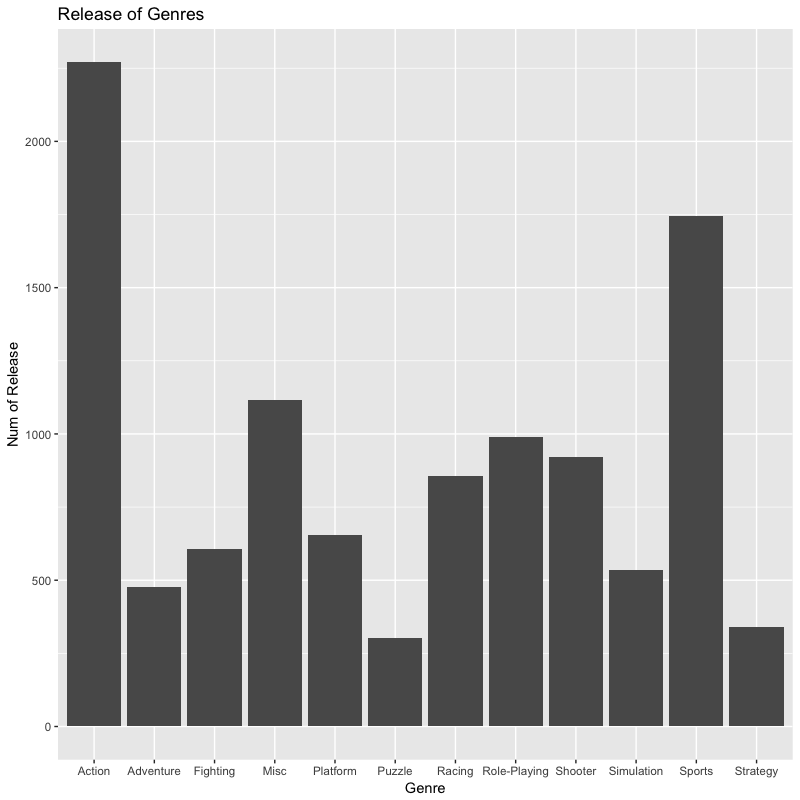 Release of Genres
Num of Release
2000
1500
1000
500
0
Action Adventure Fighting Misc Platform Puzzle Racing Role-Playing Shooter Simulation Sports Strategy
Genre